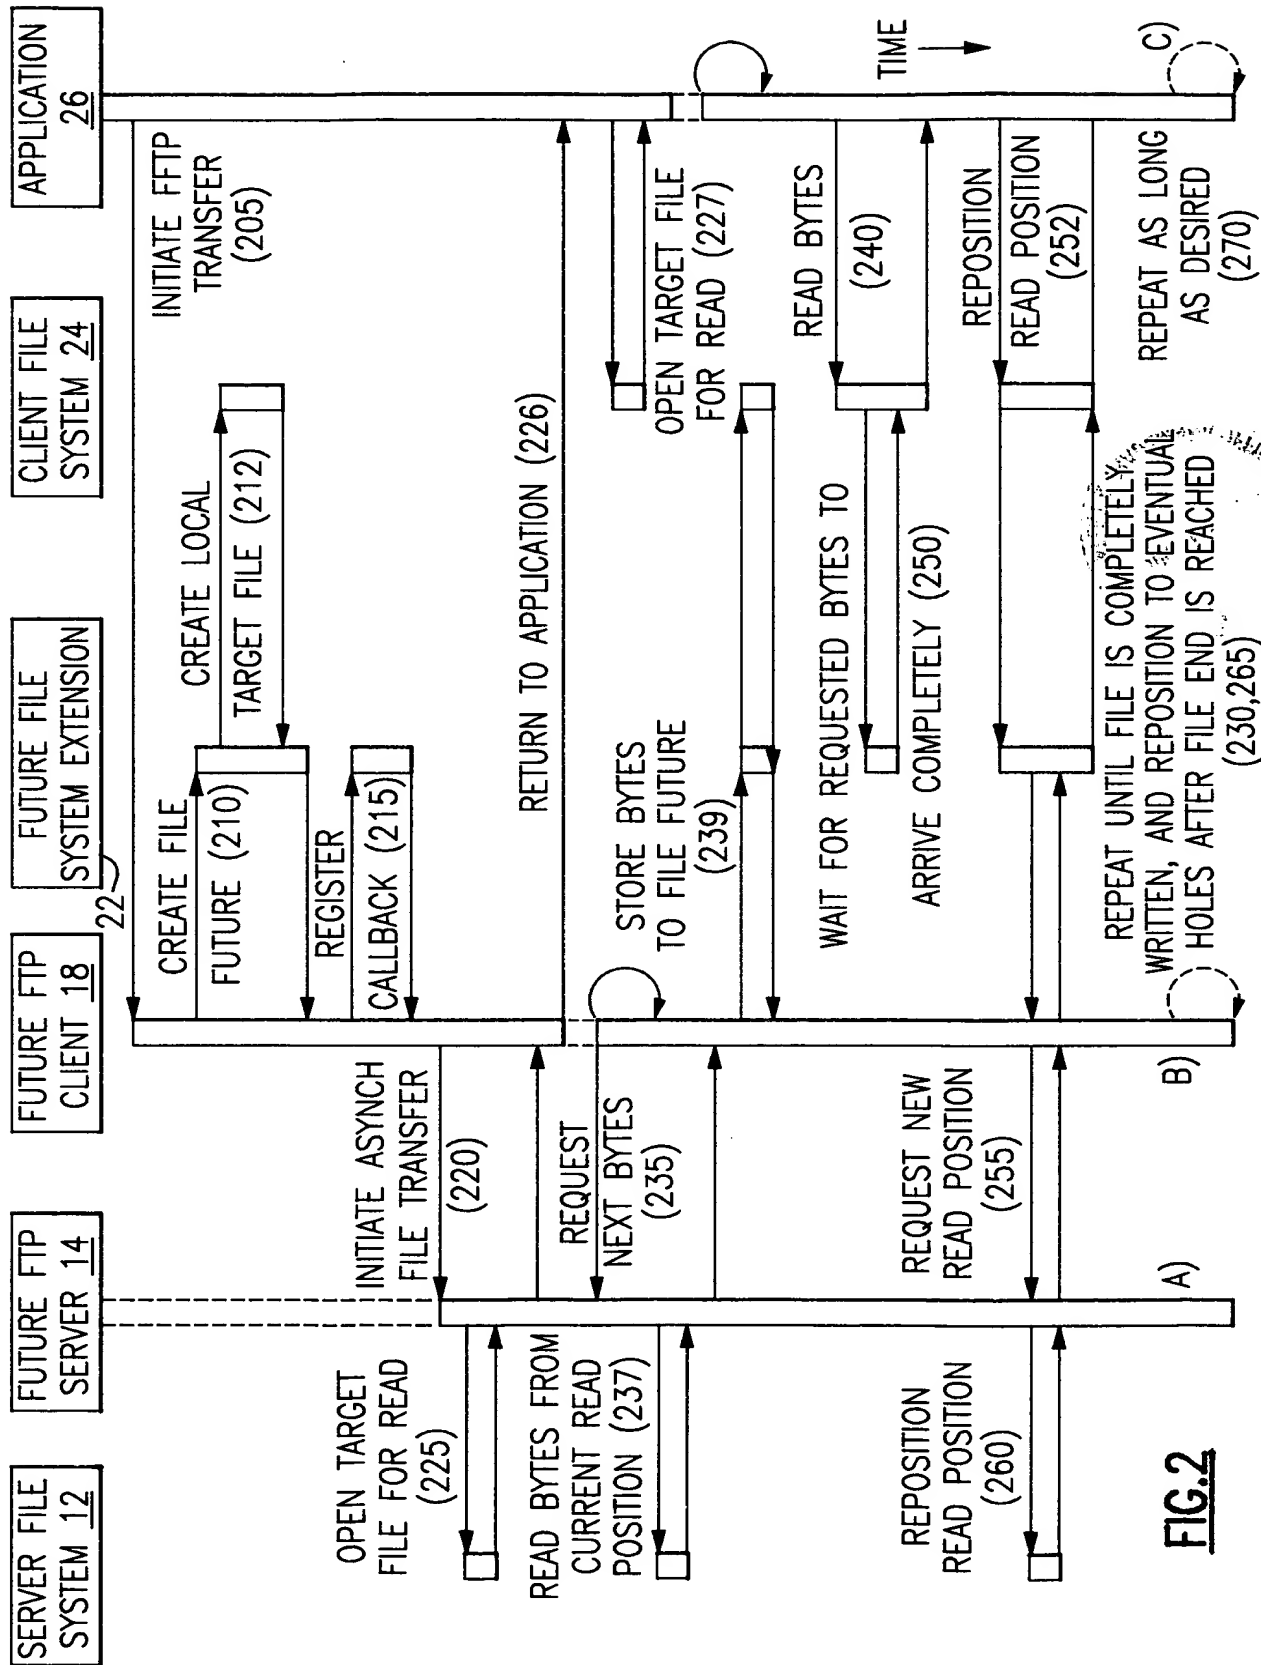 SERVER FILE
SYSTEM 12
FUTURE FTP
SERVER 14
FUTURE FTP
CLIENT 18
FUTURE FILE
SYSTEM EXTENSION
22
CLIENT FILE
SYSTEM 24
APPLICATION
26
INITIATE FFTP
TRANSFER
(205)
CREATE FILE
FUTURE (210)
CREATE LOCAL
TARGET FILE (212)
REGISTER
CALLBACK (215)
INITIATE ASYNCH
FILE TRANSFER
(220)
OPEN TARGET
FILE FOR READ
(225)
RETURN TO APPLICATION (226)
OPEN TARGET FILE
FOR READ (227)
REQUEST
NEXT BYTES
(235)
READ BYTES FROM
CURRENT READ
POSITION (237)
STORE BYTES
TO FILE FUTURE
(239)
READ BYTES
(240)
WAIT FOR REQUESTED BYTES TO
ARRIVE COMPLETELY (250)
TIME
REPOSITION
READ POSITION
(252)
REQUEST NEW
READ POSITION
(255)
REPOSITION
READ POSITION
(260)
REPEAT UNTIL FILE IS COMPLETELY
WRITTEN, AND REPOSITION TO EVENTUAL
HOLES AFTER FILE END IS REACHED
(230,265)
REPEAT AS LONG
AS DESIRED
(270)
A)
B)
C)
FIG.2